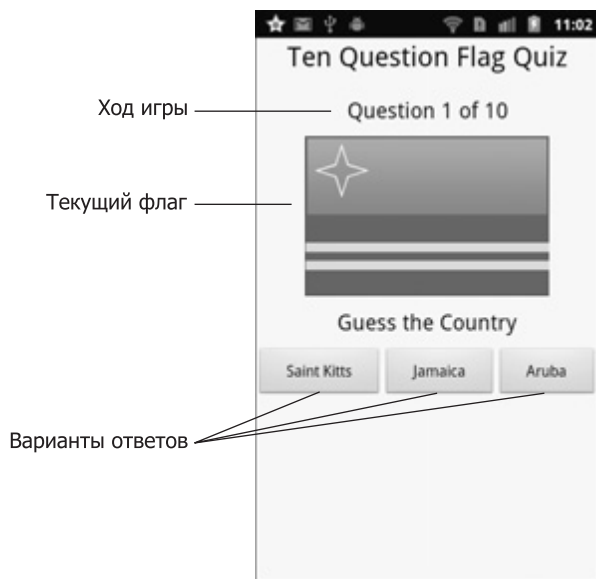 11:02
Ten Question Flag Quiz
Ход игры
Question 1 of 10
Текущий флаг
Guess the Country
Saint Kitts
Jamaica
Aruba
Варианты ответов